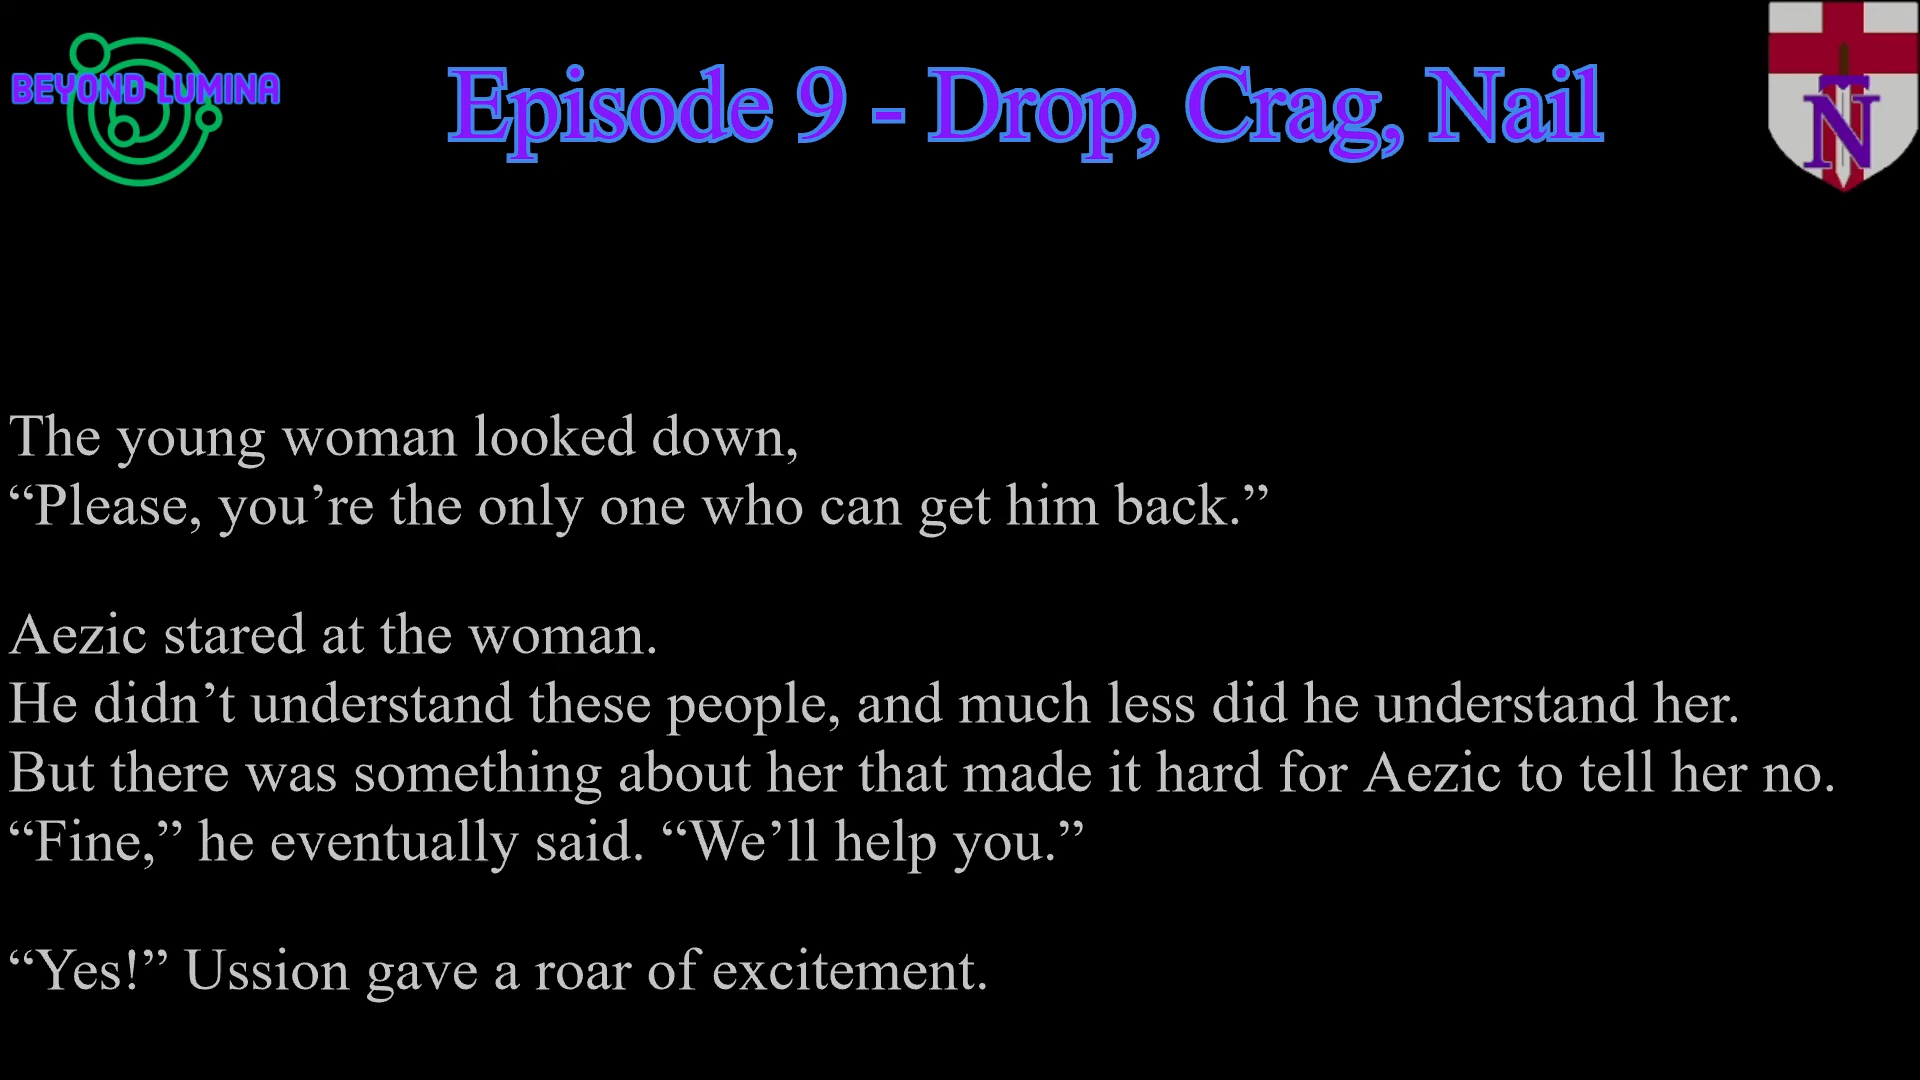 BEYOND LUMINA
Episode 9 - Drop, Crag, Nail
N
The young woman looked down,
“Please, you’re the only one who can get him back.”
Aezic stared at the woman.
He didn’t understand these people, and much less did he understand her.
But there was something about her that made it hard for Aezic to tell her no.
“Fine,” he eventually said. “We’ll help you.”
“Yes!” Ussion gave a roar of excitement.